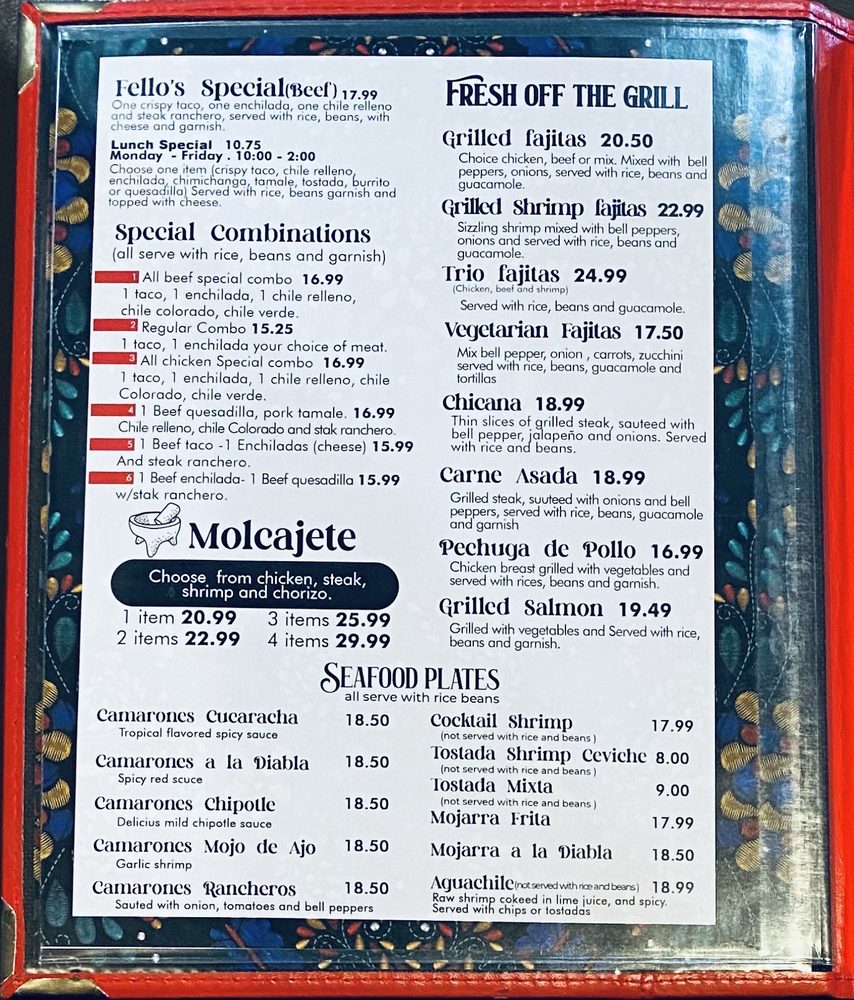 Fello's Special(Beef) 17.99
One crispy taco, one enchilada, one chile relleno
and steak ranchero, served with rice, beans, with
cheese and garnish.
Lunch Special 10.75
Monday - Friday . 10:00 - 2:00
Choose one item (crispy taco, chile relleno,
enchilada, chimichanga, tamale, tostada, burrito
or quesadilla) Served with rice, beans garnish and
topped with cheese.
Special Combinations
(all serve with rice, beans and garnish)
1 All beef special combo 16.99
1 taco, 1 enchilada, 1 chile relleno,
chile colorado, chile verde.
2 Regular Combo 15.25
1 taco, 1 enchilada your choice of meat.
3 All chicken Special combo 16.99
1 taco, 1 enchilada, 1 chile relleno, chile
Colorado, chile verde.
4 1 Beef quesadilla, pork tamale. 16.99
Chile relleno, chile Colorado and stak ranchero.
5 1 Beef taco -1 Enchiladas (cheese) 15.99
And steak ranchero.
6 1 Beef enchilada- 1 Beef quesadilla 15.99
w/stak ranchero.
Molcajete
Choose from chicken, steak,
shrimp and chorizo.
1 item 20.99 3 items 25.99
2 items 22.99 4 items 29.99
FRESH OFF THE GRILL
Grilled fajitas 20.50
Choice chicken, beef or mix. Mixed with bell
peppers, onions, served with rice, beans and
guacamole.
Grilled Shrimp fajitas 22.99
Sizzling shrimp mixed with bell peppers,
onions and served with rice, beans and
guacamole.
Trio fajitas 24.99
(Chicken, beef and shrimp)
Served with rice, beans and guacamole.
Vegetarian Fajitas 17.50
Mix bell pepper, onion , carrots, zucchini
served with rice, beans, guacamole and
tortillas
Chicana 18.99
Thin slices of grilled steak, sauteed with
bell pepper, jalapeño and onions. Served
with rice and beans.
Carne Asada 18.99
Grilled steak, suuteed with onions and bell
peppers, served with rice, beans, guacamole
and garnish
Pechuga de Pollo 16.99
Chicken breast grilled with vegetables and
served with rices, beans and garnish.
Grilled Salmon 19.49
Grilled with vegetables and Served with rice,
beans and garnish.
SEAFOOD PLATES
all serve with rice beans
Camarones Cucaracha 18.50
Tropical flavored spicy sauce
Camarones a la Diabla 18.50
Spicy red scuce
Camarones Chipotle 18.50
Delicius mild chipotle sauce
Camarones Mojo de Ajo 18.50
Garlic shrimp
Camarones Rancheros 18.50
Sauted with onion, tomatoes and bell peppers
Cocktail Shrimp 17.99
(not served with rice and beans )
Tostada Shrimp Ceviche 8.00
(not served with rice and beans )
Tostada Mixta 9.00
(not served with rice and beans )
Mojarra Frita 17.99
Mojarra a la Diabla 18.50
Aguachile(not served with rice and beans) 18.99
Raw shrimp cokeed in lime juice, and spicy.
Served with chips or tostadas